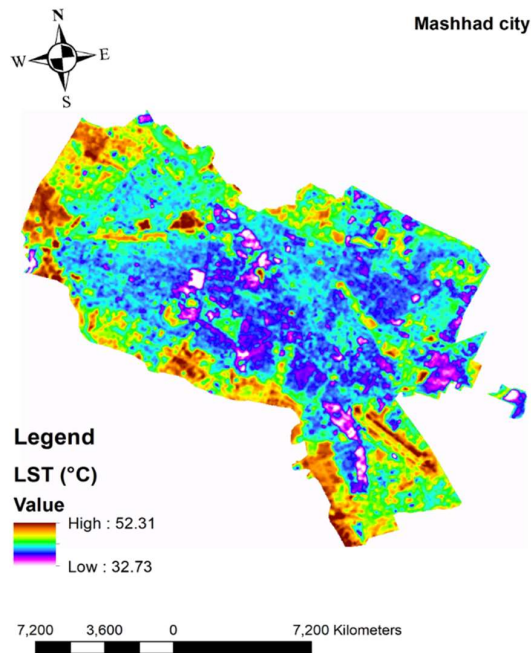 Mashhad city
N
W E
S
Legend
LST (°C)
Value
High : 52.31
Low : 32.73
7,200 3,600 0 7,200 Kilometers